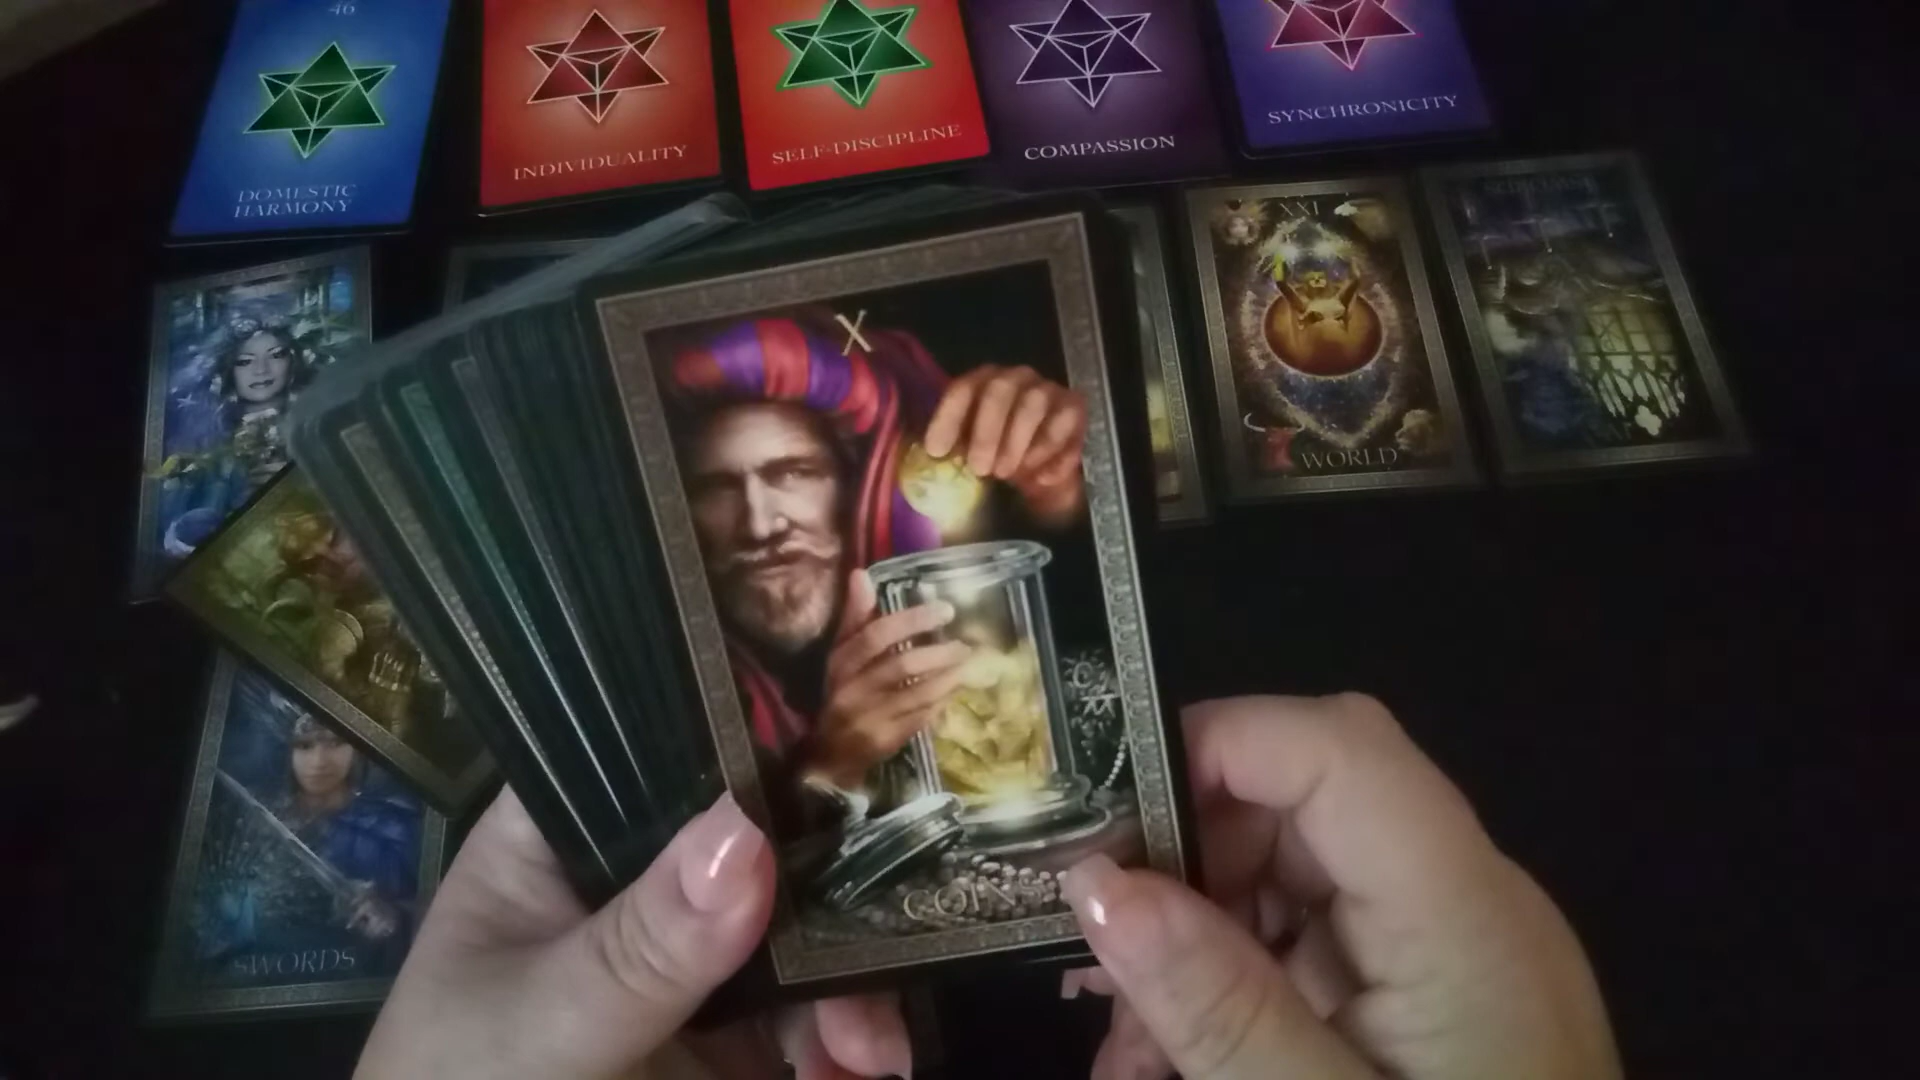 46
DOMESTIC
HARMONY
INDIVIDUALITY
SELF-DISCIPLINE
COMPASSION
SYNCHRONICITY
XXI
WORLD
X
COINS
SWORDS